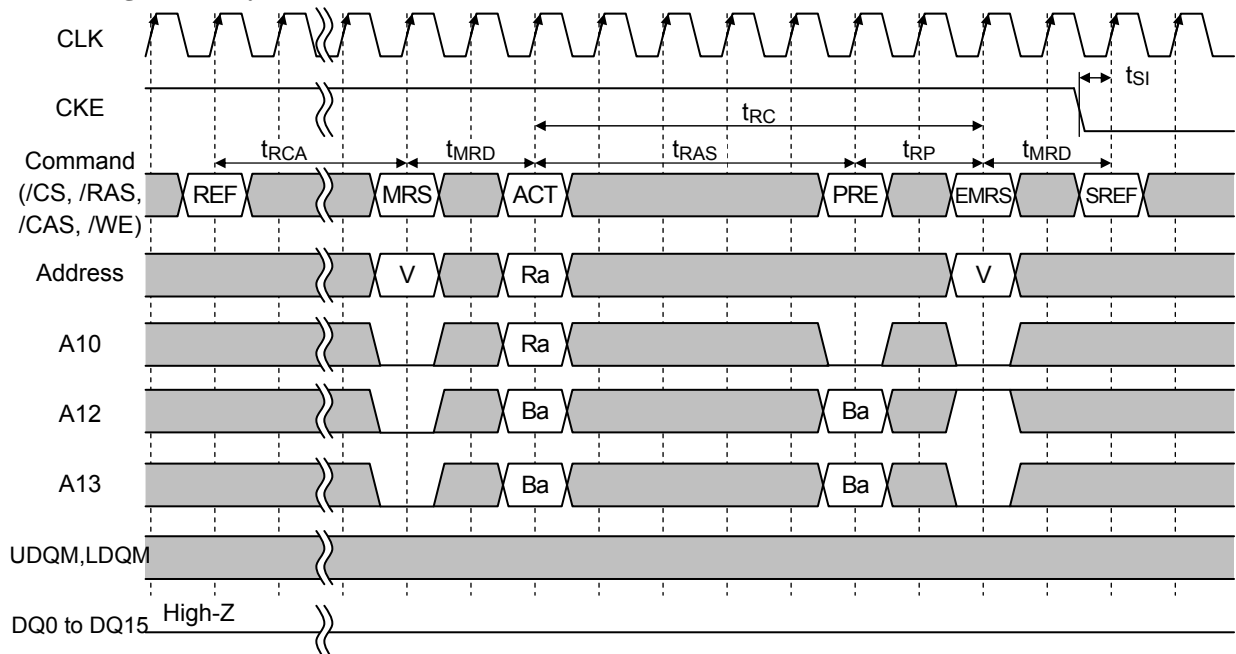 CLK
CKE
tSI
tRC
Command
(/CS, /RAS,
/CAS, /WE)
tRCA
tMRD
tRAS
tRP
tMRD
REF
MRS
ACT
PRE
EMRS
SREF
Address
V
Ra
V
A10
Ra
A12
Ba
Ba
A13
Ba
Ba
UDQM,LDQM
DQ0 to DQ15
High-Z